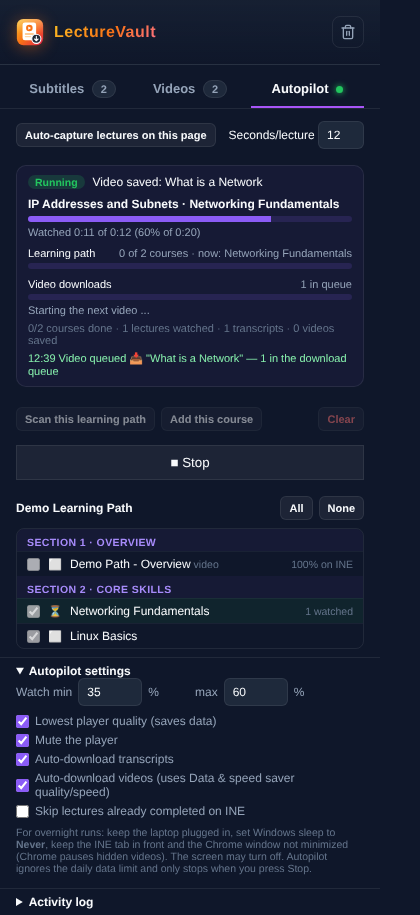 LectureVault
Subtitles 2 Videos 2 Autopilot
Auto-capture lectures on this page Seconds/lecture 12
Running Video saved: What is a Network
IP Addresses and Subnets · Networking Fundamentals
Watched 0:11 of 0:12 (60% of 0:20)
Learning path 0 of 2 courses · now: Networking Fundamentals
Video downloads 1 in queue
Starting the next video ...
0/2 courses done · 1 lectures watched · 1 transcripts · 0 videos
saved
12:39 Video queued 📥 "What is a Network" — 1 in the download
queue
Scan this learning path Add this course Clear
■ Stop
Demo Learning Path All None
SECTION 1 · OVERVIEW
Demo Path - Overview video 100% on INE
SECTION 2 · CORE SKILLS
Networking Fundamentals 1 watched
Linux Basics
▼ Autopilot settings
Watch min 35 % max 60 %
Lowest player quality (saves data)
Mute the player
Auto-download transcripts
Auto-download videos (uses Data & speed saver
quality/speed)
Skip lectures already completed on INE
For overnight runs: keep the laptop plugged in, set Windows sleep to
Never, keep the INE tab in front and the Chrome window not minimized
(Chrome pauses hidden videos). The screen may turn off. Autopilot
ignores the daily data limit and only stops when you press Stop.
▶ Activity log